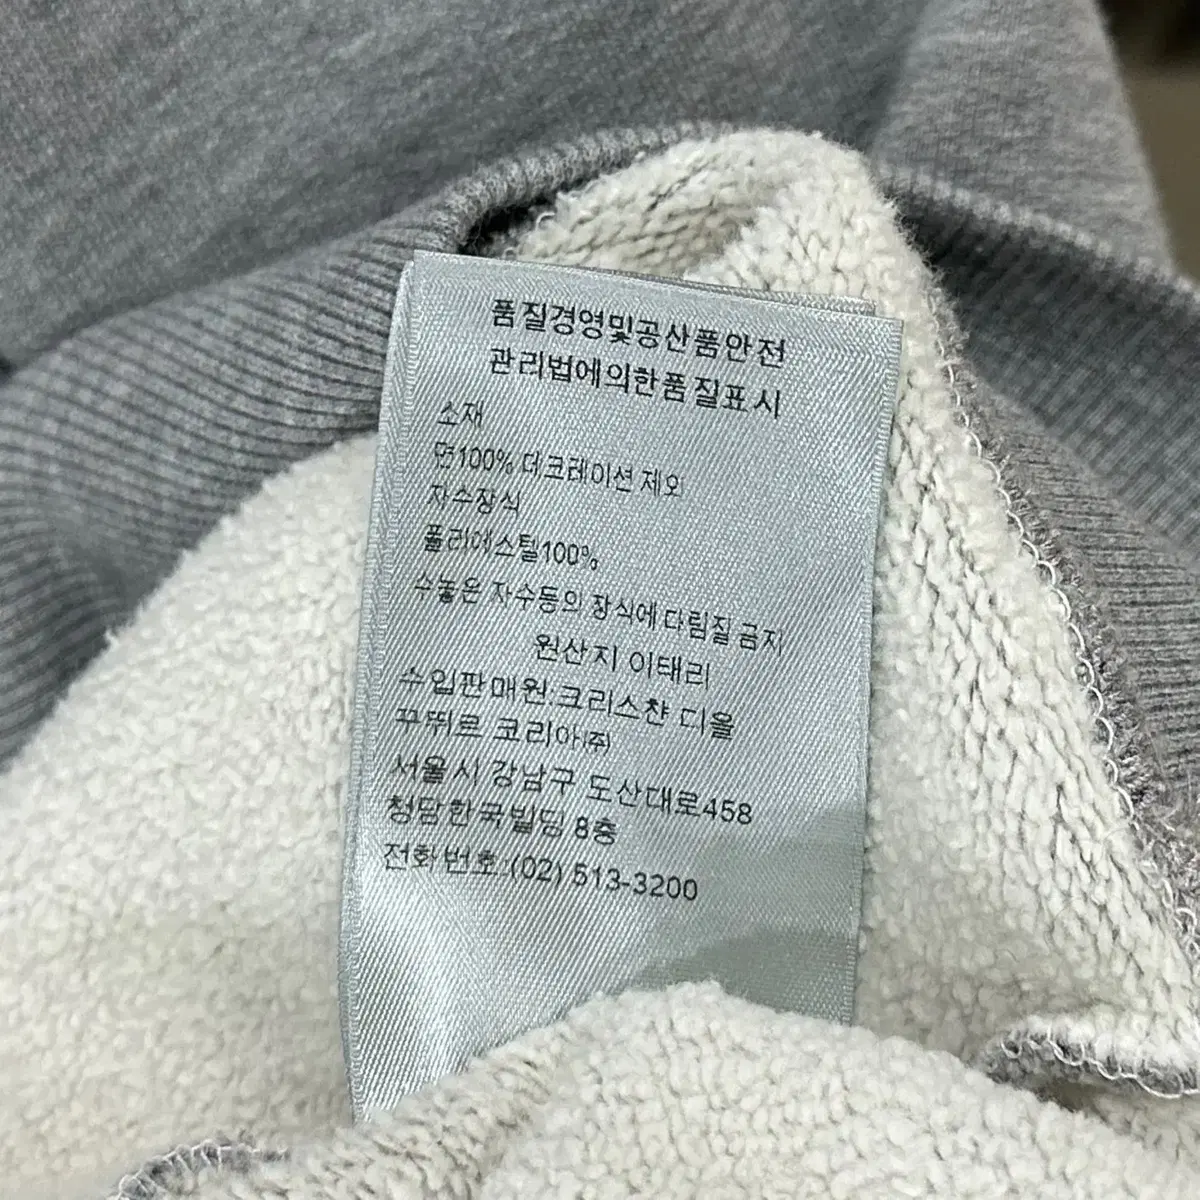 품질경영및공산품안전
관리법에의한품질표시
소재
면100% 데코레이션 제외
자수장식
폴리에스텔100%
수놓은 자수등의 장식에 다림질 금지
원산지 이태리
수입판매원:크리스챤 디올
꾸뛰르 코리아(주)
서울시 강남구 도산대로458
청담한국빌딩 8층
전화번호:(02) 513-3200